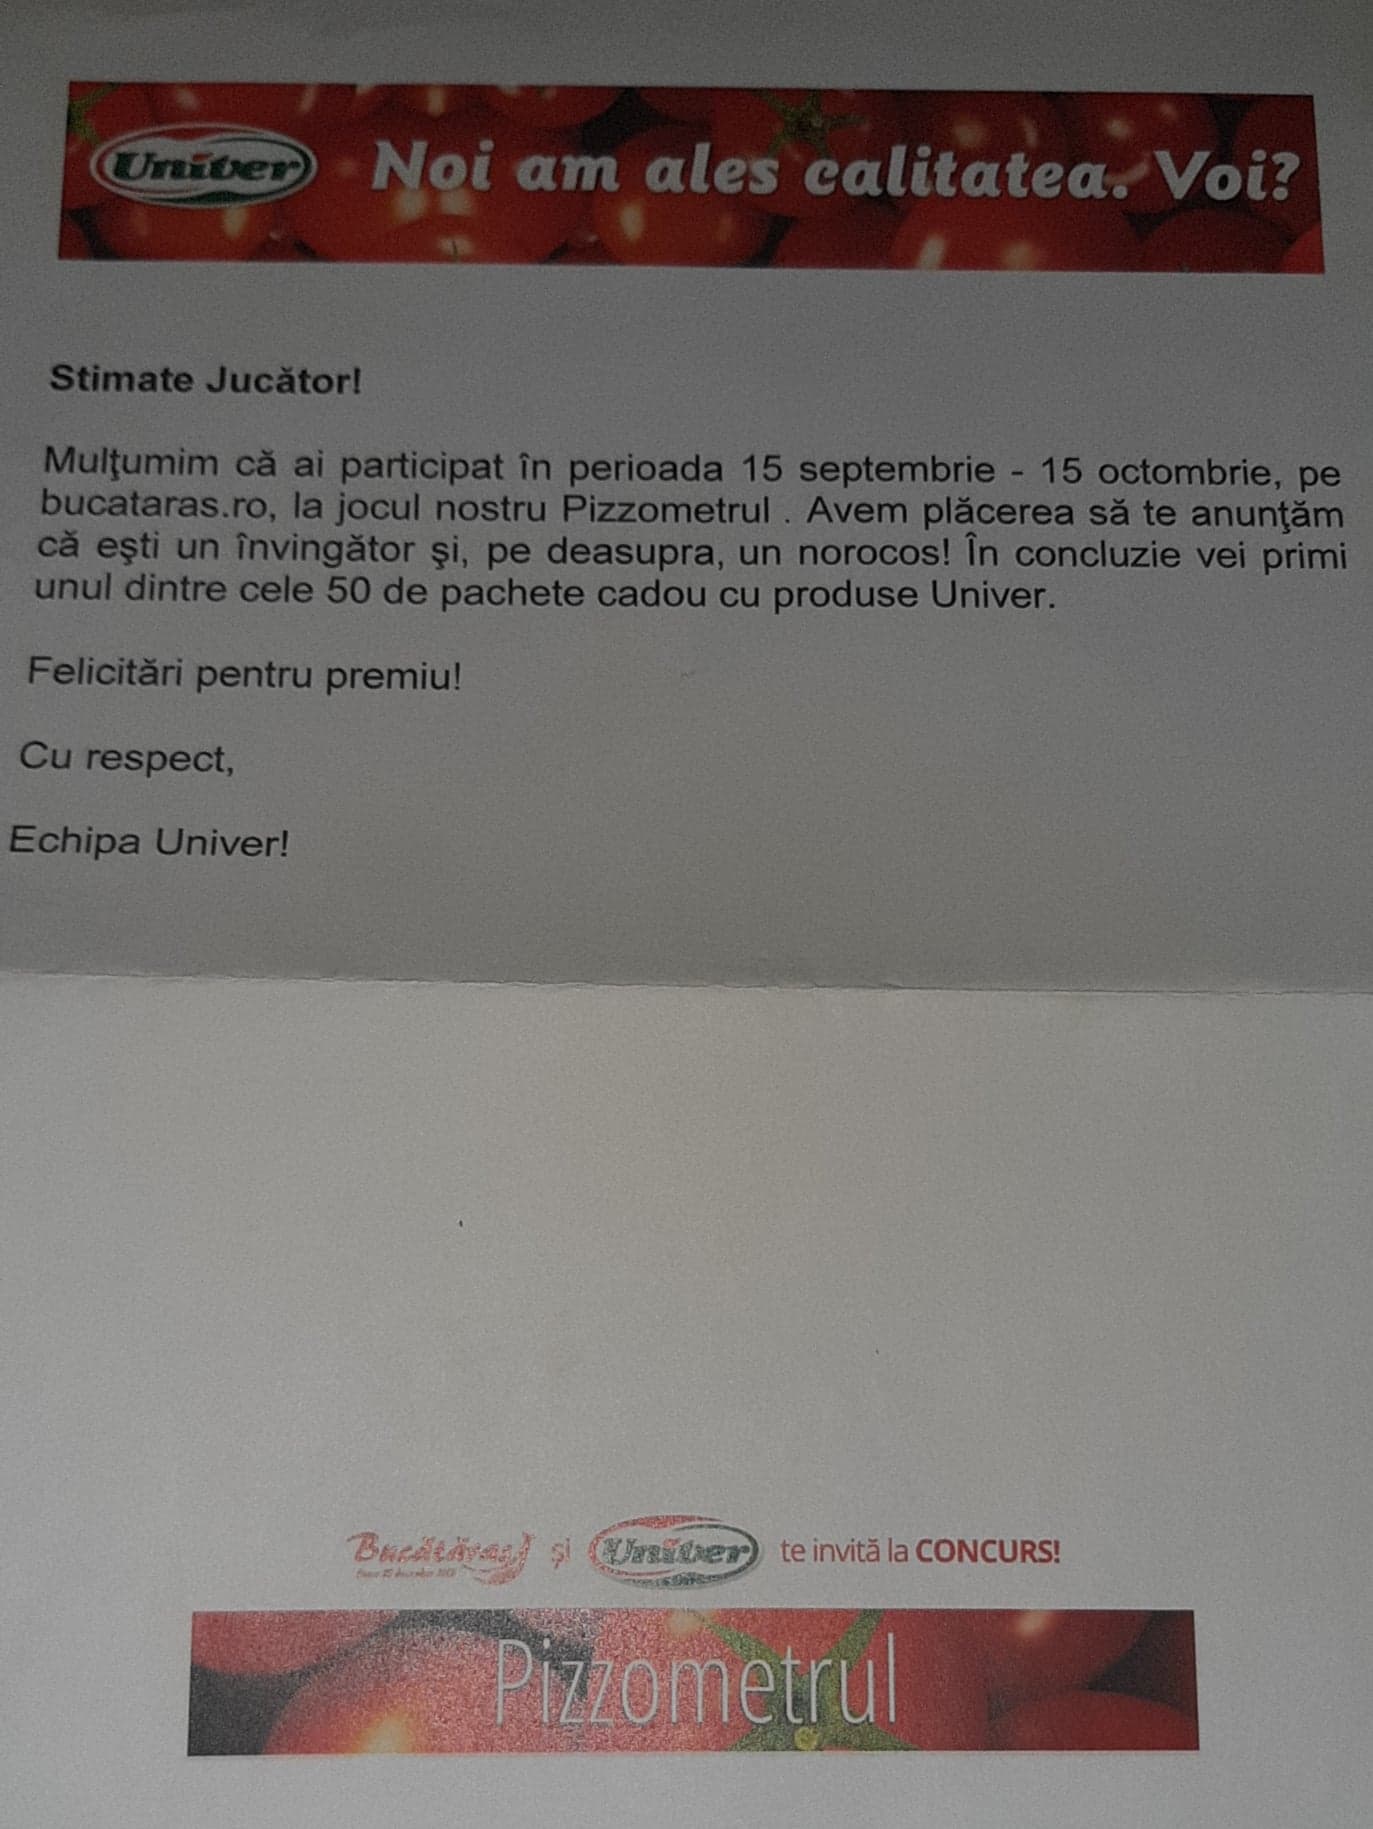 Univer Noi am ales calitatea. Voi?
Stimate Jucător!
Mulţumim că ai participat în perioada 15 septembrie - 15 octombrie, pe
bucataras.ro, la jocul nostru Pizzometrul . Avem plăcerea să te anunţăm
că eşti un învingător şi, pe deasupra, un norocos! În concluzie vei primi
unul dintre cele 50 de pachete cadou cu produse Univer.
Felicitări pentru premiu!
Cu respect,
Echipa Univer!
Bucătăraș și Univer te invită la CONCURS!
Pizzometrul